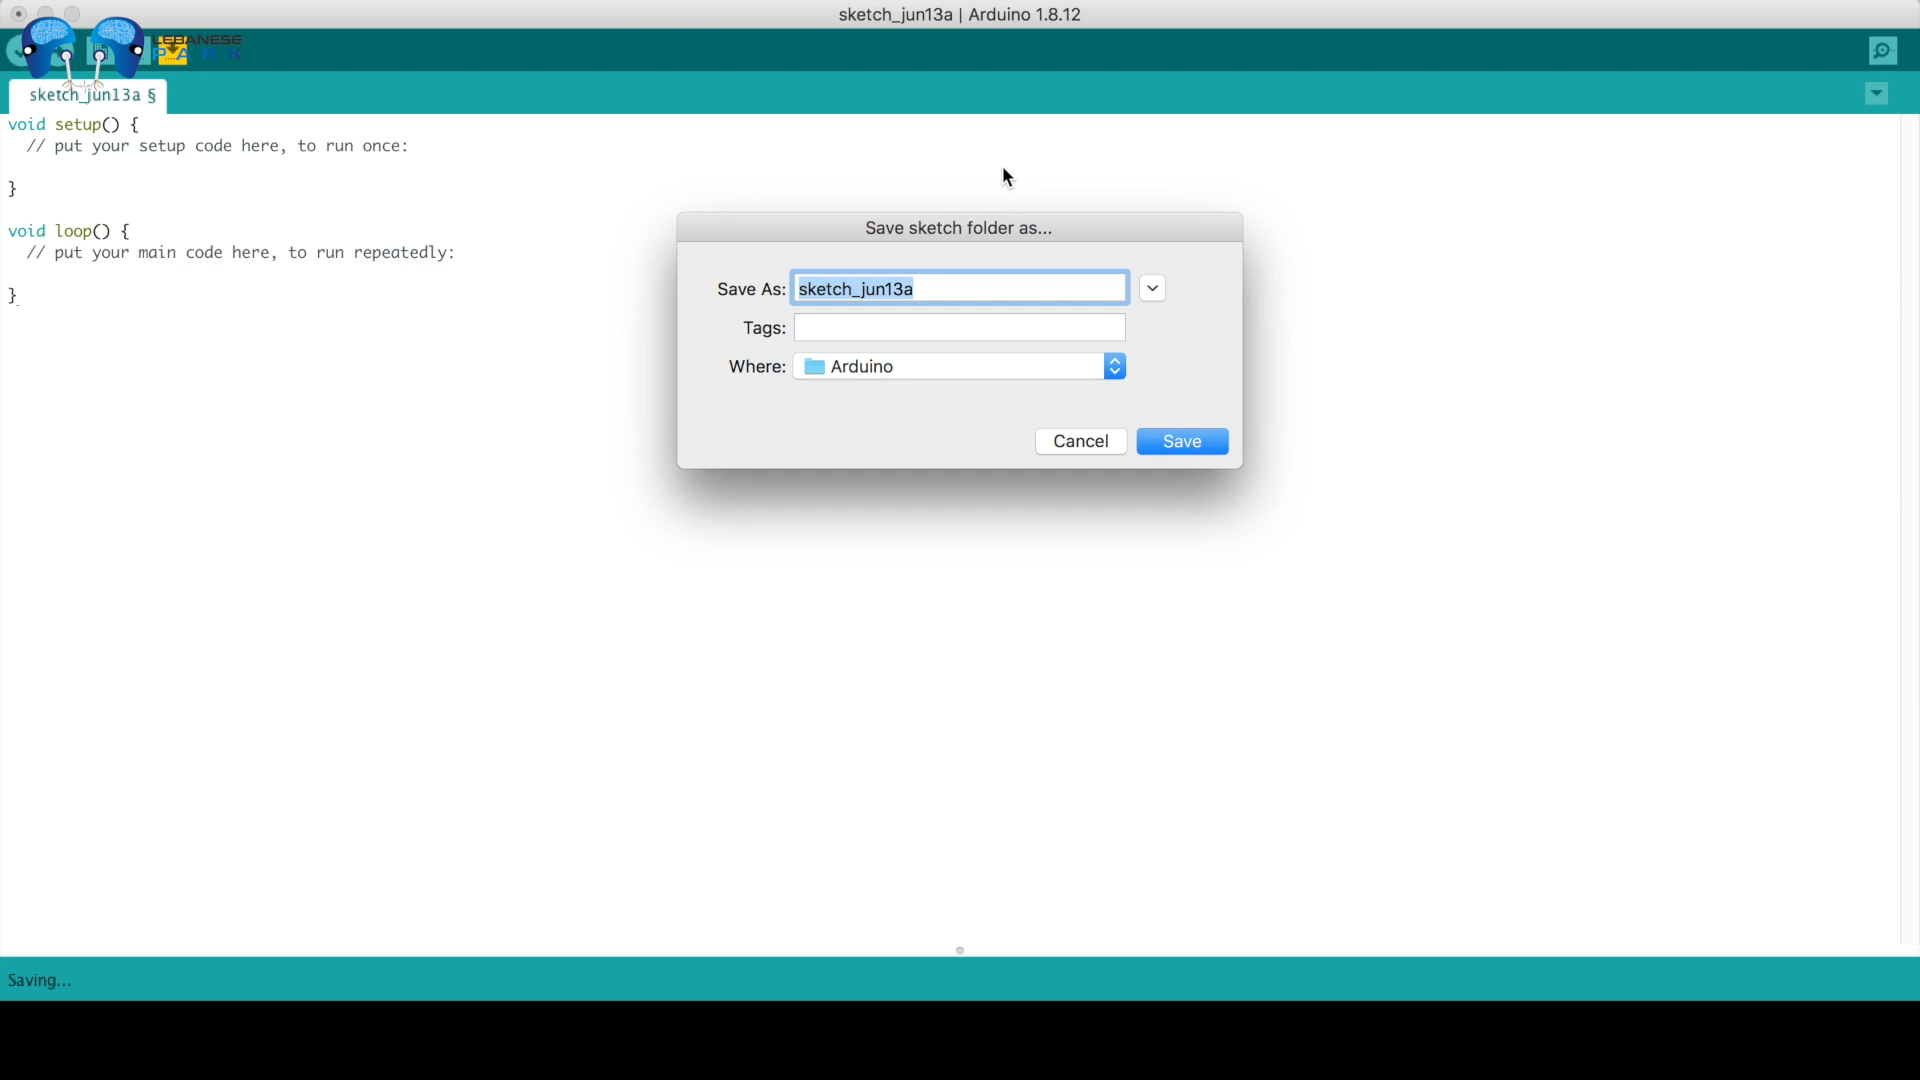 sketch_jun13a | Arduino 1.8.12
LEBANESE
PARK
sketch_jun13a §
void setup() {
// put your setup code here, to run once:
}
void loop() {
// put your main code here, to run repeatedly:
}
Save sketch folder as...
Save As: sketch_jun13a
Tags:
Where: Arduino
Cancel Save
Saving...